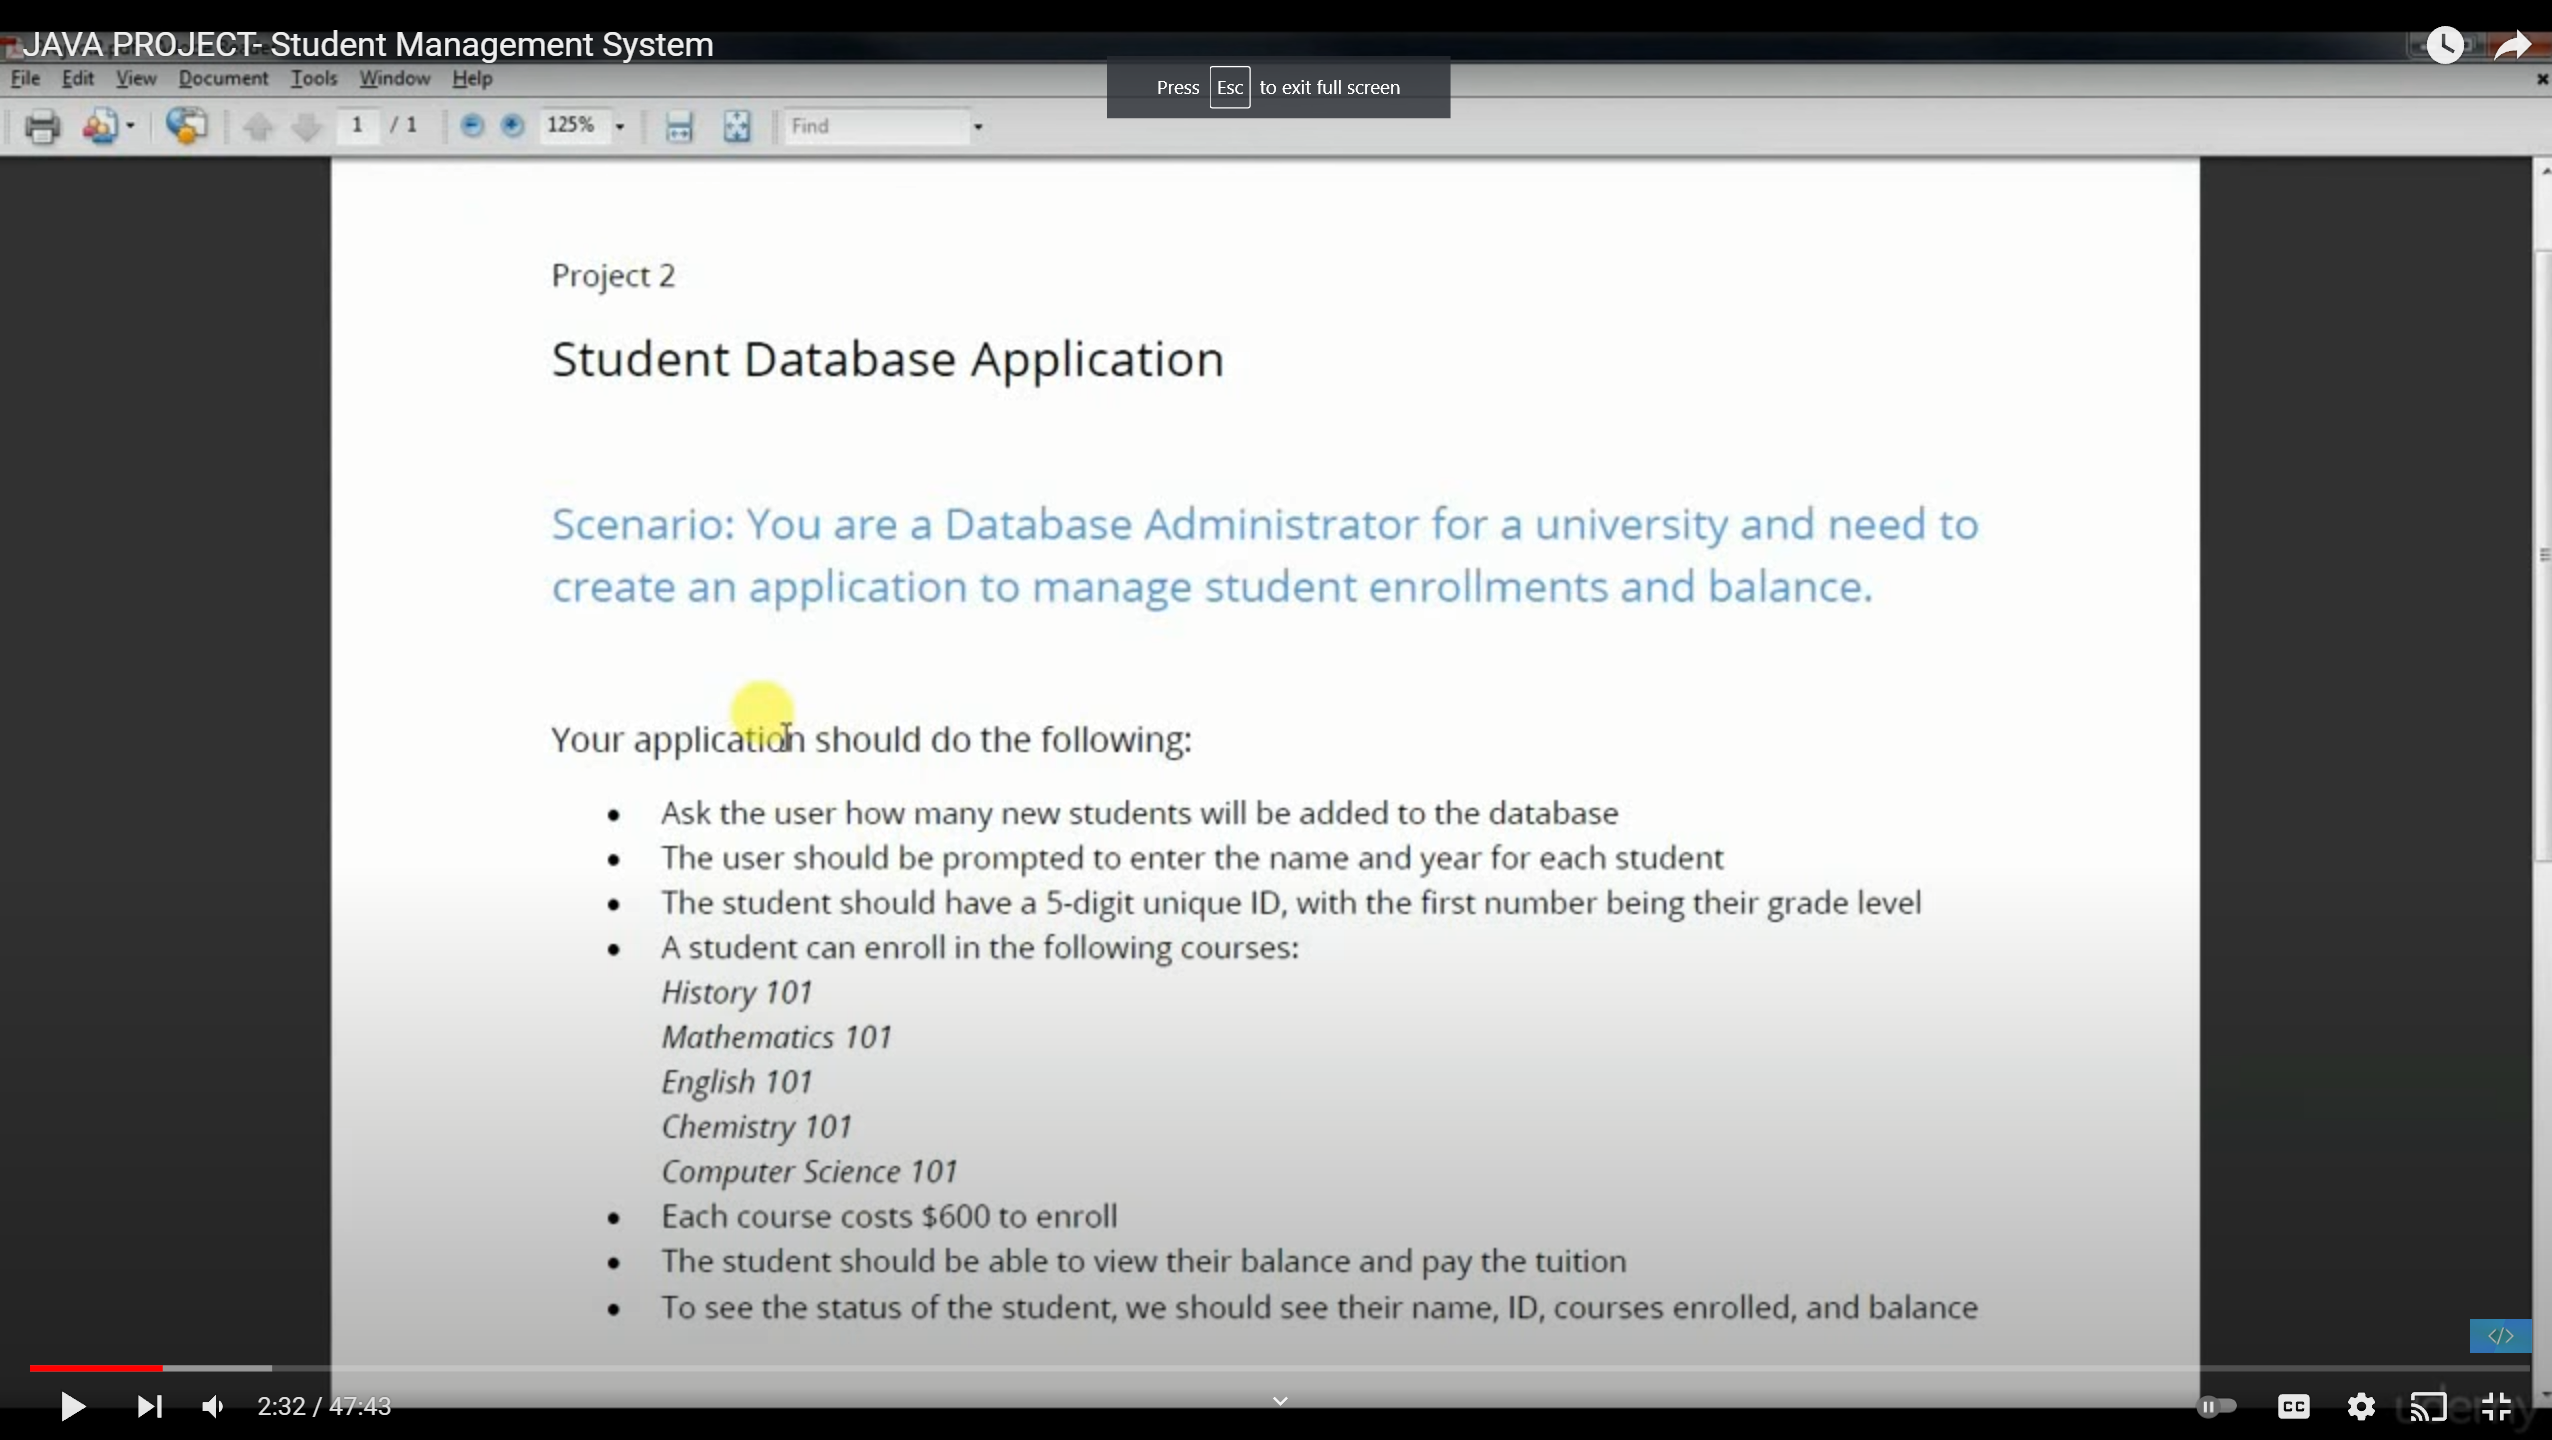 JAVA PROJECT- Student Management System
File Edit View Document Tools Window Help
Press Esc to exit full screen
1 / 1 125% Find
Project 2
Student Database Application
Scenario: You are a Database Administrator for a university and need to
create an application to manage student enrollments and balance.
Your application should do the following:
• Ask the user how many new students will be added to the database
• The user should be prompted to enter the name and year for each student
• The student should have a 5-digit unique ID, with the first number being their grade level
• A student can enroll in the following courses:
History 101
Mathematics 101
English 101
Chemistry 101
Computer Science 101
• Each course costs $600 to enroll
• The student should be able to view their balance and pay the tuition
• To see the status of the student, we should see their name, ID, courses enrolled, and balance
</>
2:32 / 47:43
CC
udemy